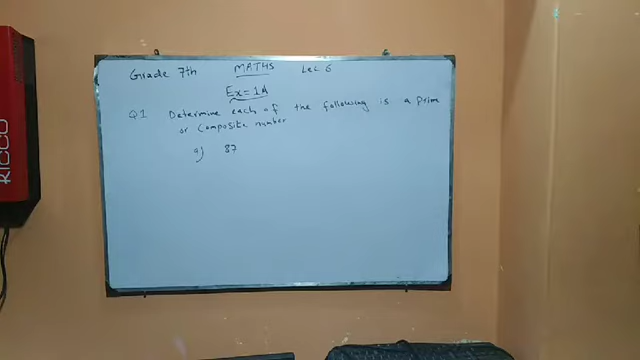 Grade 7th MATHS Lec 6
Ex = 1A
Q1 Determine each of the following is a prime
or Composite number
a) 87
RICCO